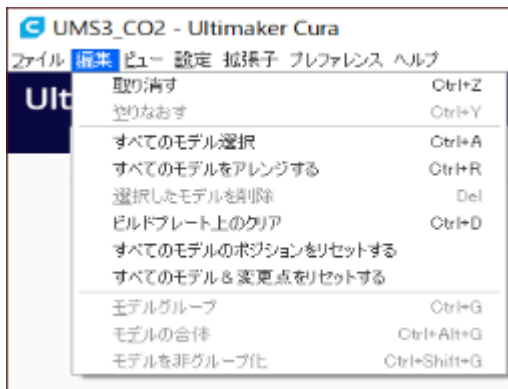 UMS3_CO2 - Ultimaker Cura
ファイル 編集 ビュー 設定 拡張子 プレファレンス ヘルプ
Ult
取り消す Ctrl+Z
やりなおす Ctrl+Y
すべてのモデル選択 Ctrl+A
すべてのモデルをアレンジする Ctrl+R
選択したモデルを削除 Del
ビルドプレート上のクリア Ctrl+D
すべてのモデルのポジションをリセットする
すべてのモデル&変更点をリセットする
モデルグループ Ctrl+G
モデルの合体 Ctrl+Alt+G
モデルを非グループ化 Ctrl+Shift+G